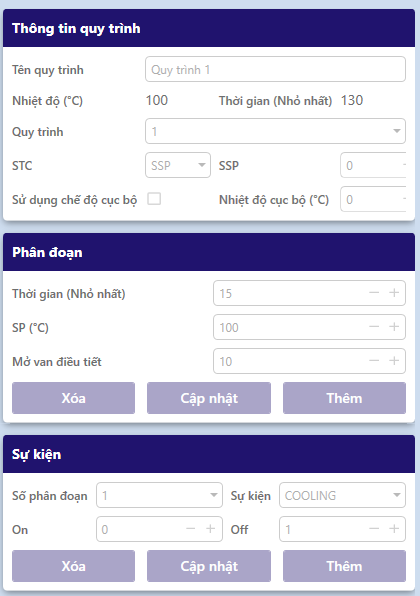 Thông tin quy trình
Tên quy trình Quy trình 1
Nhiệt độ (°C) 100 Thời gian (Nhỏ nhất) 130
Quy trình 1
STC SSP SSP 0
Sử dụng chế độ cục bộ Nhiệt độ cục bộ (°C) 0
Phân đoạn
Thời gian (Nhỏ nhất) 15
SP (°C) 100
Mở van điều tiết 10
Xóa Cập nhật Thêm
Sự kiện
Số phân đoạn 1 Sự kiện COOLING
On 0 Off 1
Xóa Cập nhật Thêm